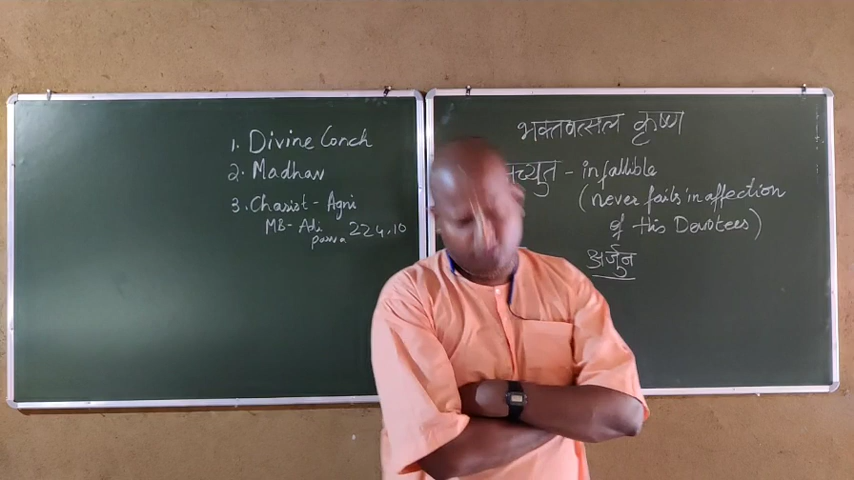 1. Divine Conch
2. Madhav
3. Chariot - Agni
MB - Adi
parva 224.10
भक्तवत्सल कृष्ण
च्युत - infallible
(never fails in affection
of His Devotees)
अर्जुन